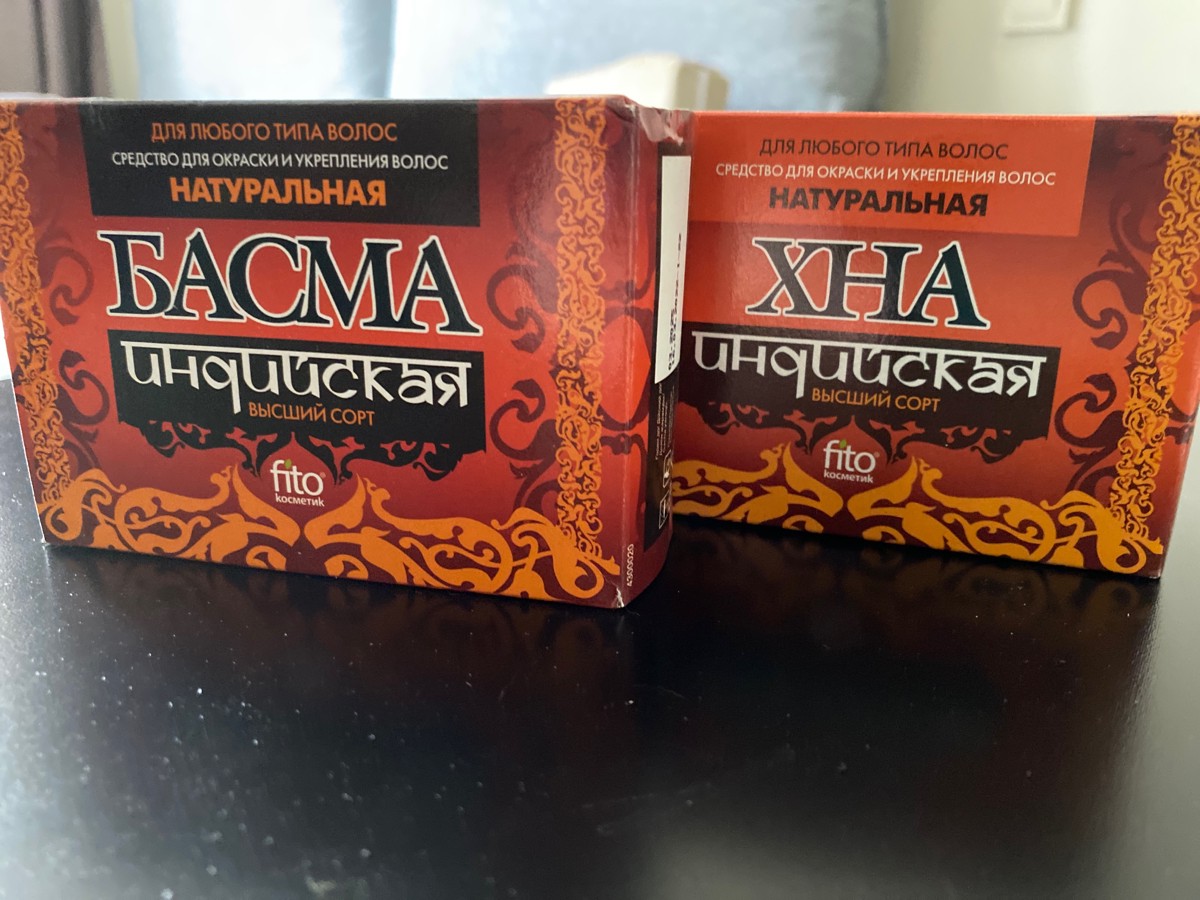 ДЛЯ ЛЮБОГО ТИПА ВОЛОС
СРЕДСТВО ДЛЯ ОКРАСКИ И УКРЕПЛЕНИЯ ВОЛОС
НАТУРАЛЬНАЯ
БАСМА
индийская
ВЫСШИЙ СОРТ
fito
косметик
4300020
ДЛЯ ЛЮБОГО ТИПА ВОЛОС
СРЕДСТВО ДЛЯ ОКРАСКИ И УКРЕПЛЕНИЯ ВОЛОС
НАТУРАЛЬНАЯ
ХНА
индийская
ВЫСШИЙ СОРТ
fito
косметик